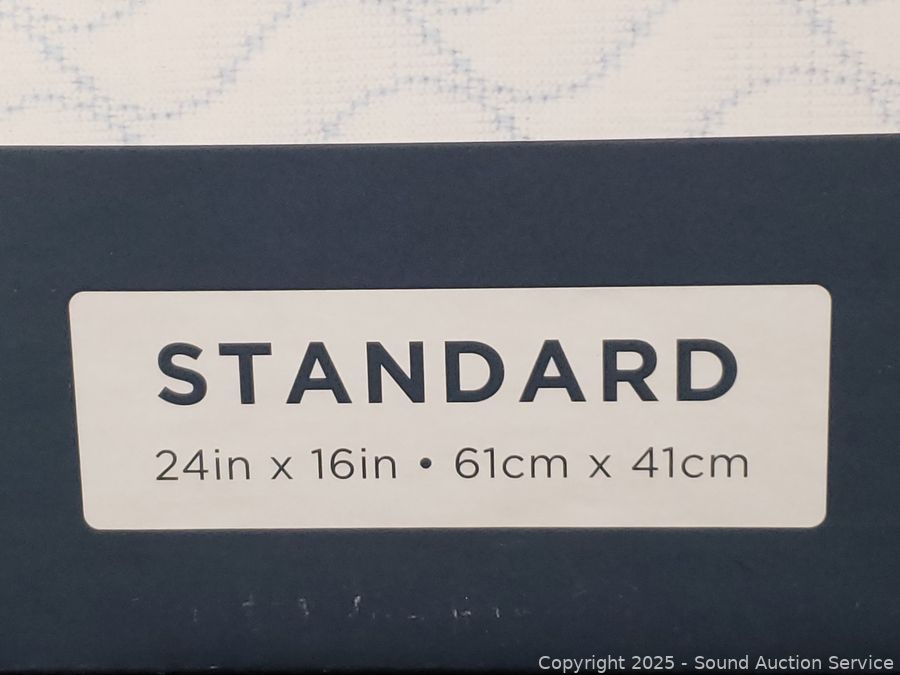 STANDARD
24in x 16in • 61cm x 41cm
Copyright 2025 - Sound Auction Service